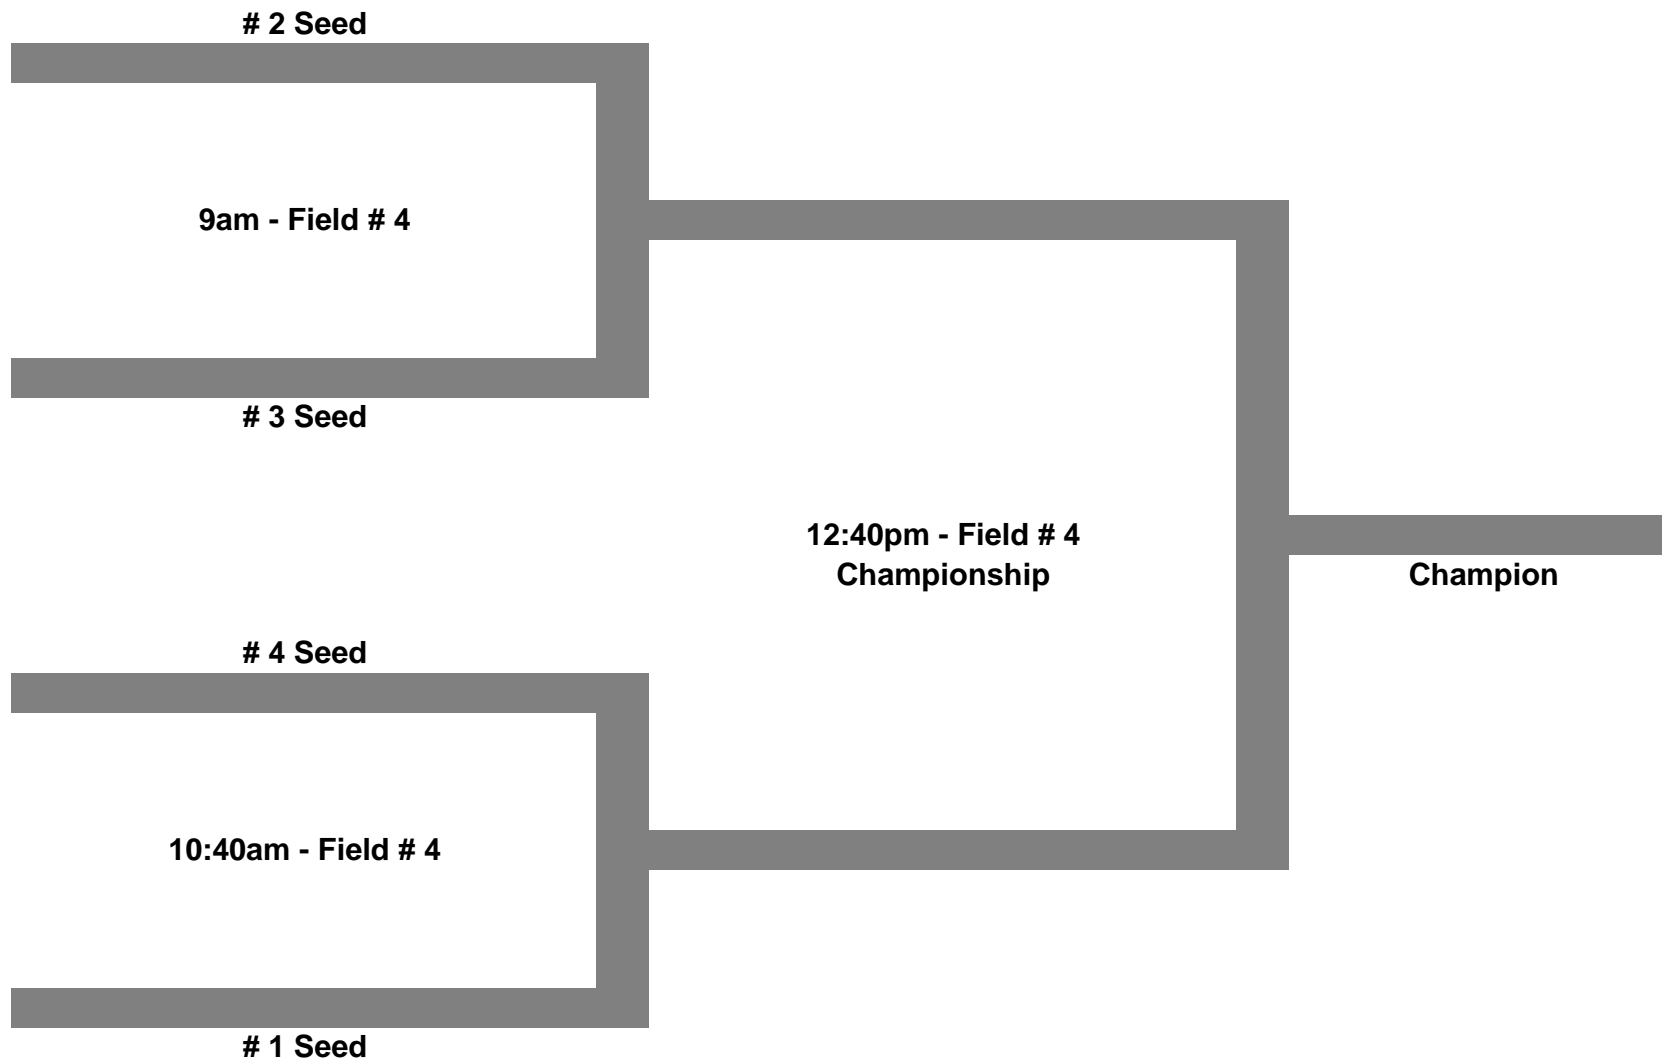 # 2 Seed
9am - Field # 4
# 3 Seed
12:40pm - Field # 4
Championship
Champion
# 4 Seed
10:40am - Field # 4
# 1 Seed